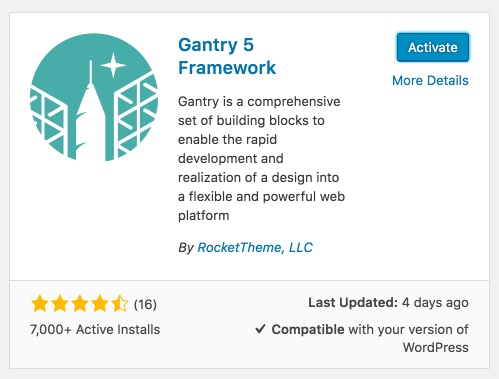 Gantry 5
Framework
Activate
More Details
Gantry is a comprehensive
set of building blocks to
enable the rapid
development and
realization of a design into
a flexible and powerful web
platform
By RocketTheme, LLC
(16)
7,000+ Active Installs
Last Updated: 4 days ago
Compatible with your version of
WordPress